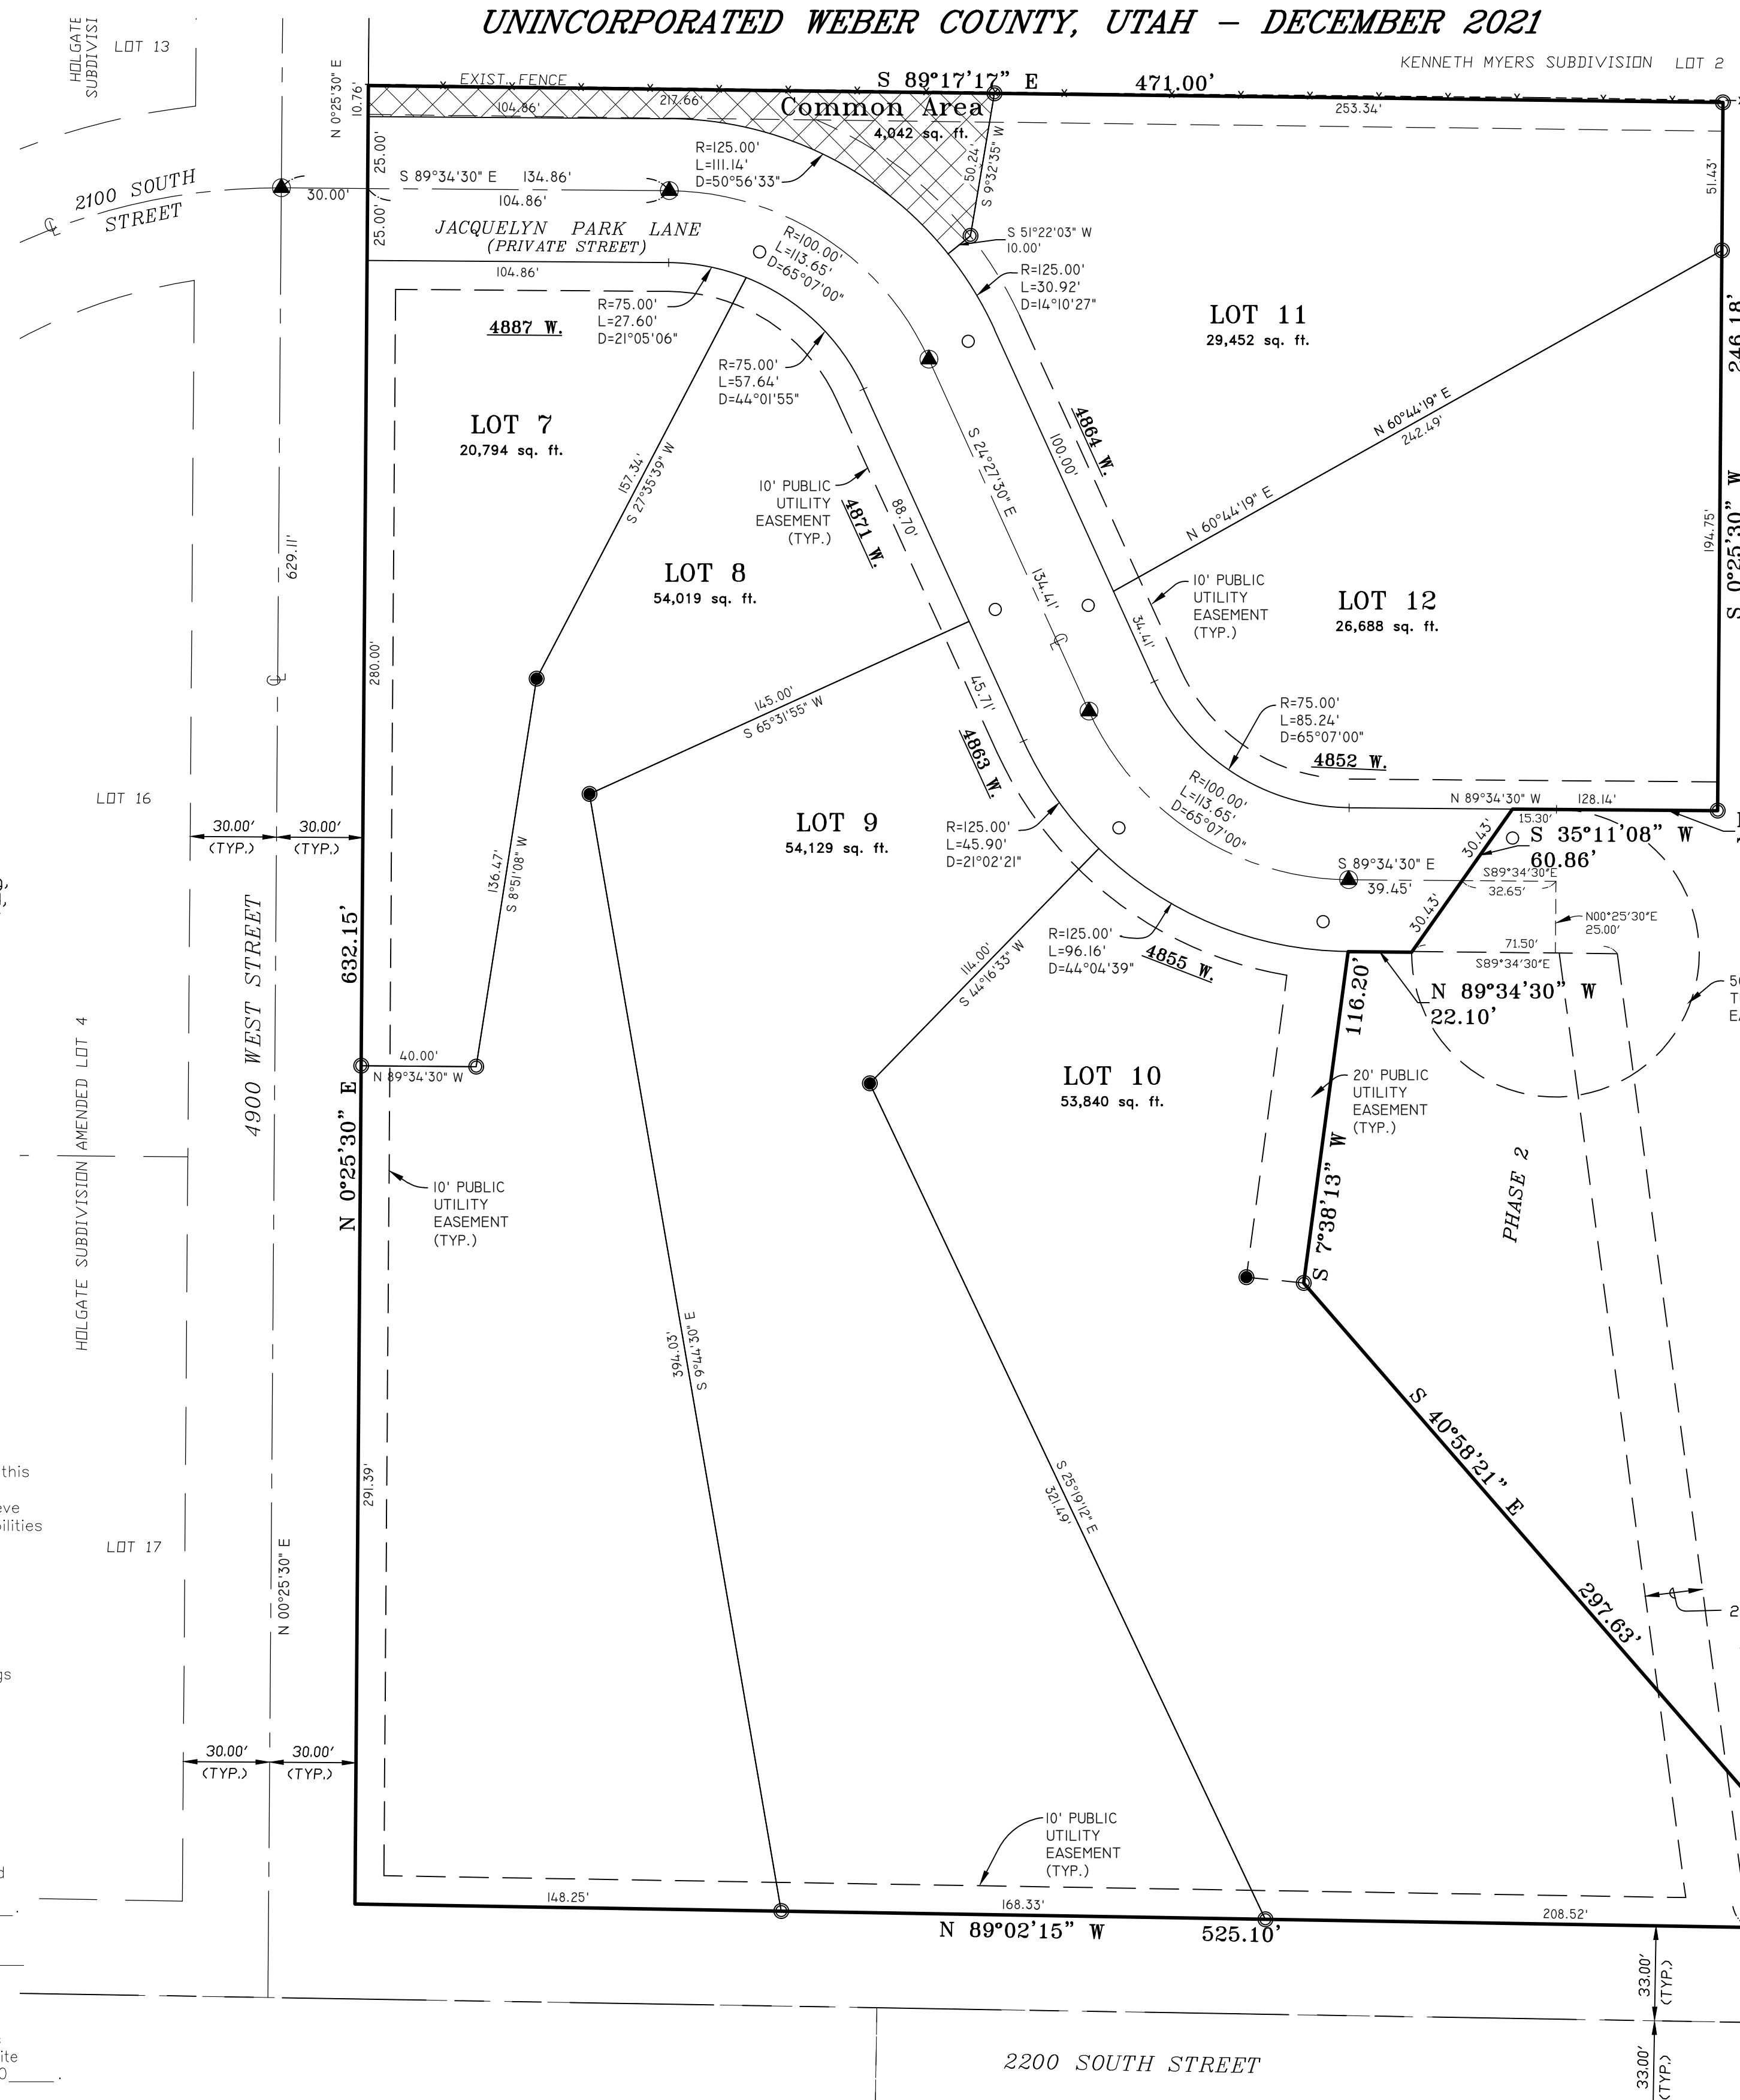 UNINCORPORATED WEBER COUNTY, UTAH – DECEMBER 2021
KENNETH MYERS SUBDIVISION LOT 2
HOLGATE
LOT 13
N 0°25'30" E
10.76'
EXIST. FENCE
S 89°17'17" E 471.00'
104.86'
217.66'
253.34'
Common Area
4,042 sq. ft.
25.00'
25.00'
30.00'
2100 SOUTH
STREET
S 89°34'30" E 134.86'
104.86'
JACQUELYN PARK LANE
(PRIVATE STREET)
104.86'
R=125.00'
L=111.14'
D=50°56'33"
50.24'
S 9°32'35" W
S 51°22'03" W
10.00'
R=100.00'
L=113.65'
D=65°07'00"
R=125.00'
L=30.92'
D=14°10'27"
51.43'
R=75.00'
L=27.60'
D=21°05'06"
4887 W.
R=75.00'
L=57.64'
D=44°01'55"
LOT 11
29,452 sq. ft.
246.18'
S 0°25'30" W
LOT 7
20,794 sq. ft.
157.34'
S 27°35'39" W
10' PUBLIC
UTILITY
EASEMENT
(TYP.)
4871 W.
88.70'
S 24°27'30" E
134.41'
100.00'
4864 W.
N 60°44'19" E
242.49'
N 60°44'19" E
194.75'
629.11'
LOT 8
54,019 sq. ft.
10' PUBLIC
UTILITY
EASEMENT
(TYP.)
LOT 12
26,688 sq. ft.
34.41'
280.00'
145.00'
S 65°31'55" W
45.71'
4863 W.
R=75.00'
L=85.24'
D=65°07'00"
4852 W.
LOT 16
30.00'
(TYP.)
30.00'
(TYP.)
LOT 9
54,129 sq. ft.
R=125.00'
L=45.90'
D=21°02'21"
R=100.00'
L=113.65'
D=65°07'00"
N 89°34'30" W 128.14'
15.30'
S 35°11'08" W
60.86'
30.43'
30.43'
S 89°34'30" E
39.45'
S89°34'30"E
32.65'
N00°25'30"E
25.00'
71.50'
S89°34'30"E
136.47'
S 8°51'08" W
4900 WEST STREET
632.15'
N 0°25'30" E
114.00'
S 44°16'33" W
R=125.00'
L=96.16'
D=44°04'39"
4855 W.
N 89°34'30" W
22.10'
116.20'
S 7°38'13" W
40.00'
N 89°34'30" W
LOT 10
53,840 sq. ft.
20' PUBLIC
UTILITY
EASEMENT
(TYP.)
PHASE 2
HOLGATE SUBDIVISION AMENDED LOT 4
10' PUBLIC
UTILITY
EASEMENT
(TYP.)
394.03'
S 9°44'30" E
S 25°19'12" E
321.49'
S 40°58'21" E
297.63'
this
291.39'
LOT 17
N 00°25'30" E
30.00'
(TYP.)
30.00'
(TYP.)
10' PUBLIC
UTILITY
EASEMENT
(TYP.)
148.25'
168.33'
208.52'
N 89°02'15" W 525.10'
33.00'
(TYP.)
33.00'
(TYP.)
2200 SOUTH STREET